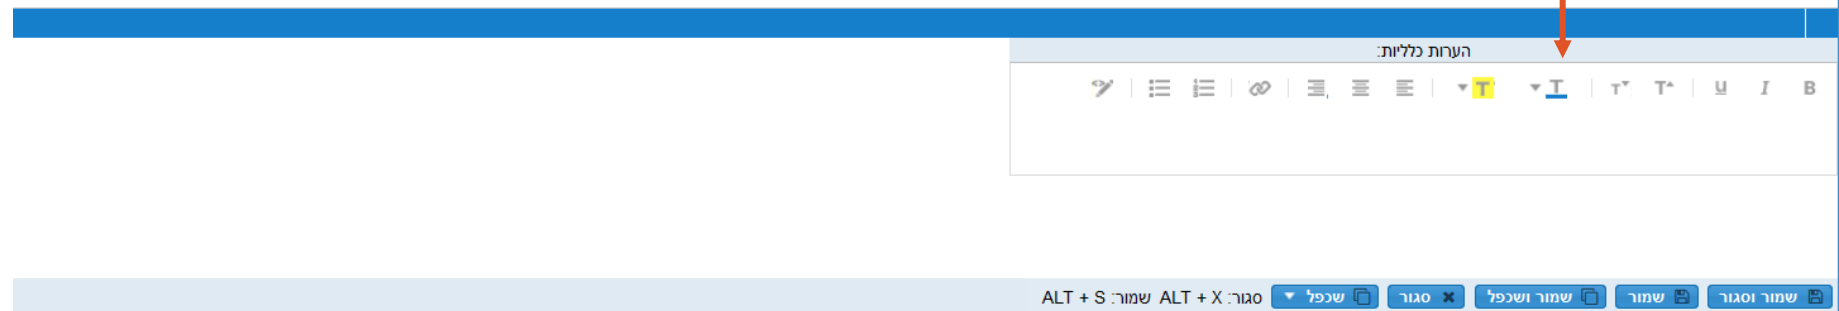 הערות כלליות:
B I U T T T T
שמור וסגור שמור שמור ושכפל סגור שכפל סגור: ALT + X שמור: ALT + S